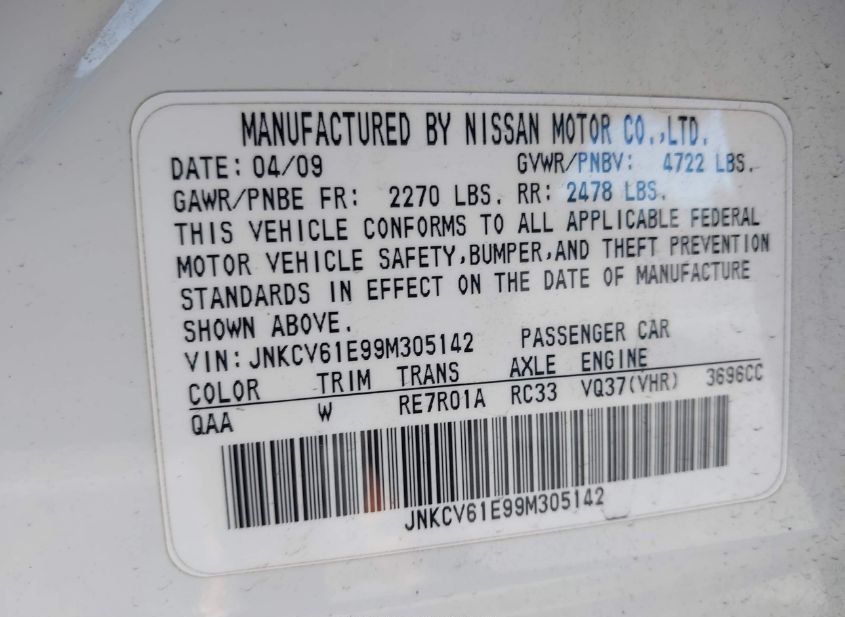 MANUFACTURED BY NISSAN MOTOR CO.,LTD.
DATE: 04/09 GVWR/PNBV: 4722 LBS.
GAWR/PNBE FR: 2270 LBS. RR: 2478 LBS.
THIS VEHICLE CONFORMS TO ALL APPLICABLE FEDERAL
MOTOR VEHICLE SAFETY,BUMPER,AND THEFT PREVENTION
STANDARDS IN EFFECT ON THE DATE OF MANUFACTURE
SHOWN ABOVE.
VIN: JNKCV61E99M305142 PASSENGER CAR
COLOR TRIM TRANS AXLE ENGINE
QAA W RE7R01A RC33 VQ37(VHR) 3696CC
JNKCV61E99M305142